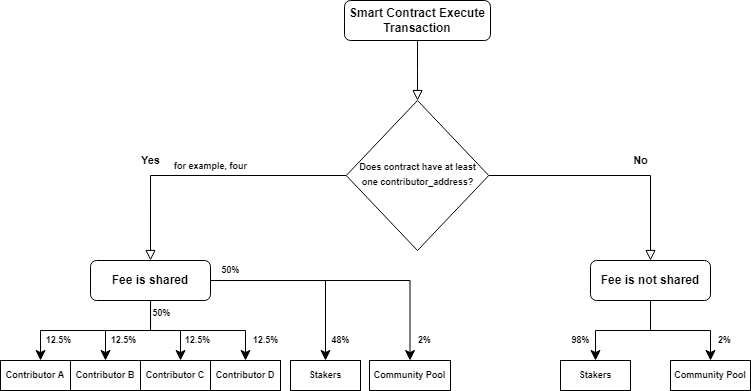 Smart Contract Execute
Transaction
Does contract have at least
one contributor_address?
Yes
for example, four
No
Fee is shared
50%
Fee is not shared
50%
12.5%
12.5%
12.5%
12.5%
48%
2%
98%
2%
Contributor A
Contributor B
Contributor C
Contributor D
Stakers
Community Pool
Stakers
Community Pool